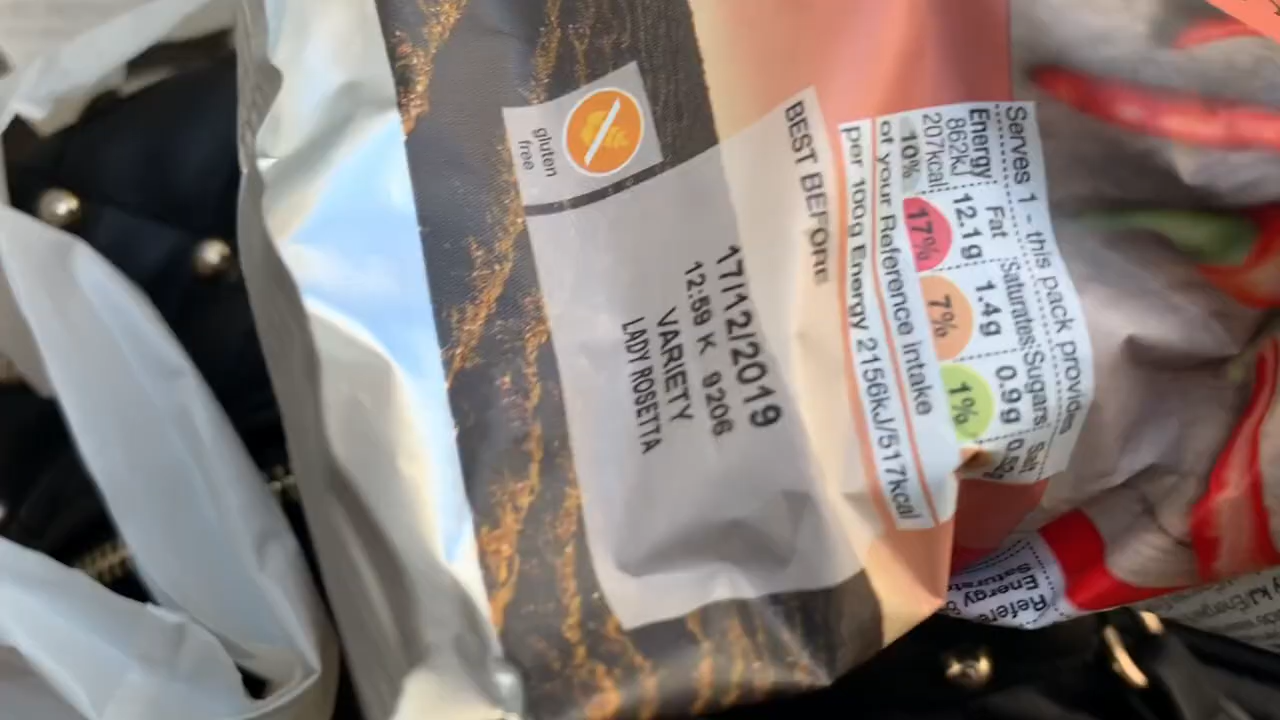 gluten
free
BEST BEFORE
17/12/2019
12:59 K 9206
VARIETY
LADY ROSETTA
Serves 1 - this pack provides
Energy Fat Saturates Sugars Salt
862kJ 12.1g 1.4g 0.9g
207kcal
10% 17% 7% 1%
of your Reference Intake
per 100g Energy 2156kJ/517kcal
Energy